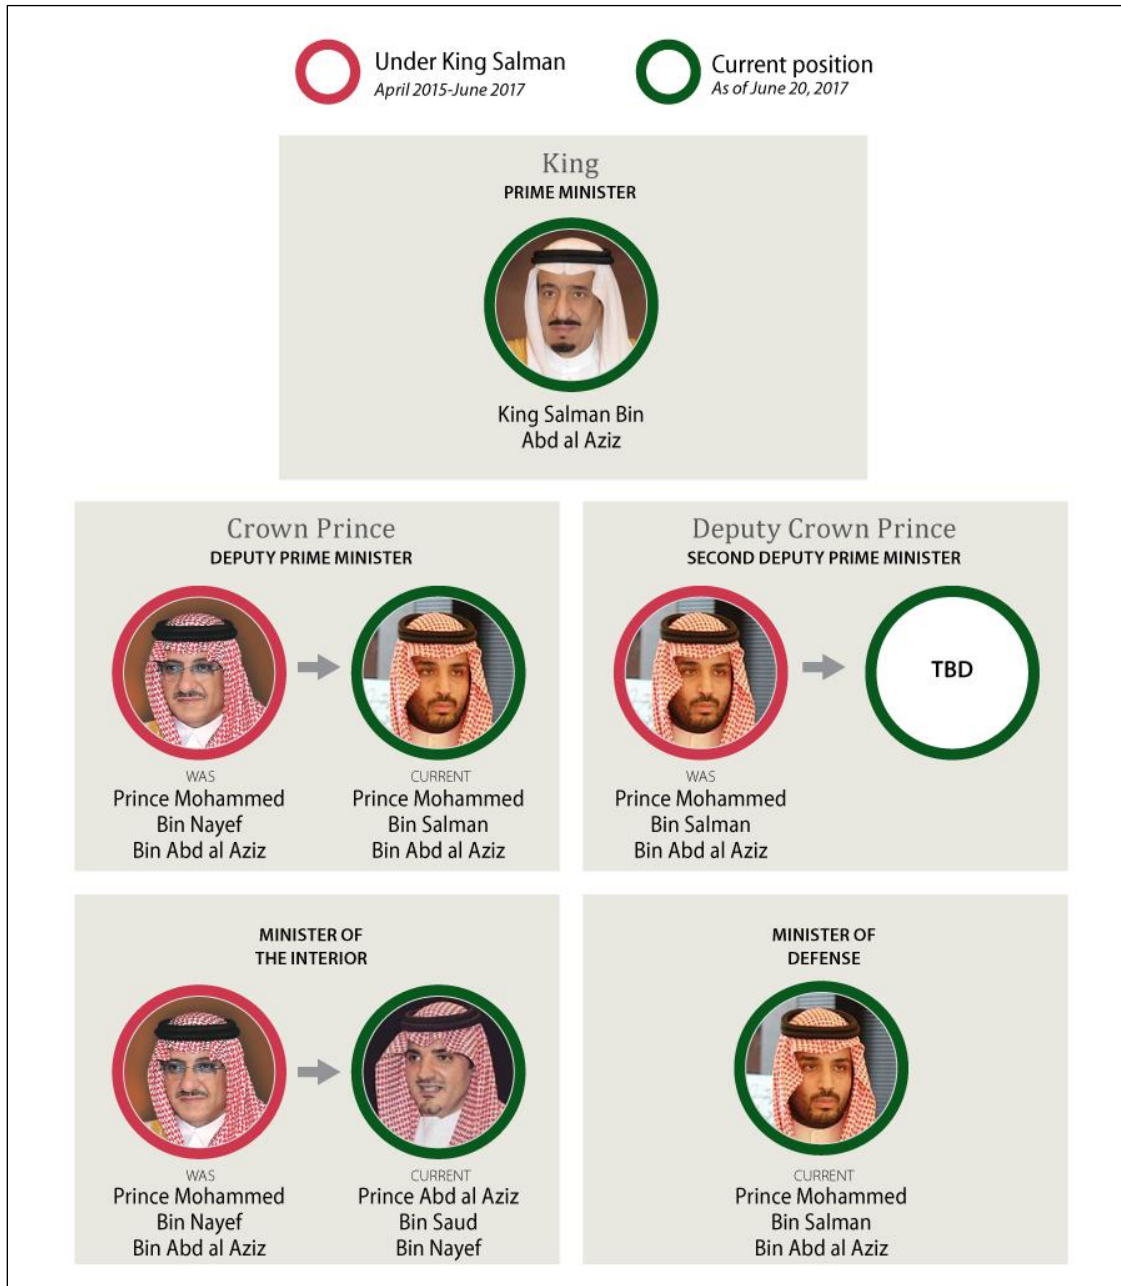 Under King Salman
April 2015-June 2017
Current position
As of June 20, 2017
King
PRIME MINISTER
King Salman Bin
Abd al Aziz
Crown Prince
DEPUTY PRIME MINISTER
WAS
Prince Mohammed
Bin Nayef
Bin Abd al Aziz
CURRENT
Prince Mohammed
Bin Salman
Bin Abd al Aziz
Deputy Crown Prince
SECOND DEPUTY PRIME MINISTER
TBD
WAS
Prince Mohammed
Bin Salman
Bin Abd al Aziz
MINISTER OF
THE INTERIOR
WAS
Prince Mohammed
Bin Nayef
Bin Abd al Aziz
CURRENT
Prince Abd al Aziz
Bin Saud
Bin Nayef
MINISTER OF
DEFENSE
CURRENT
Prince Mohammed
Bin Salman
Bin Abd al Aziz